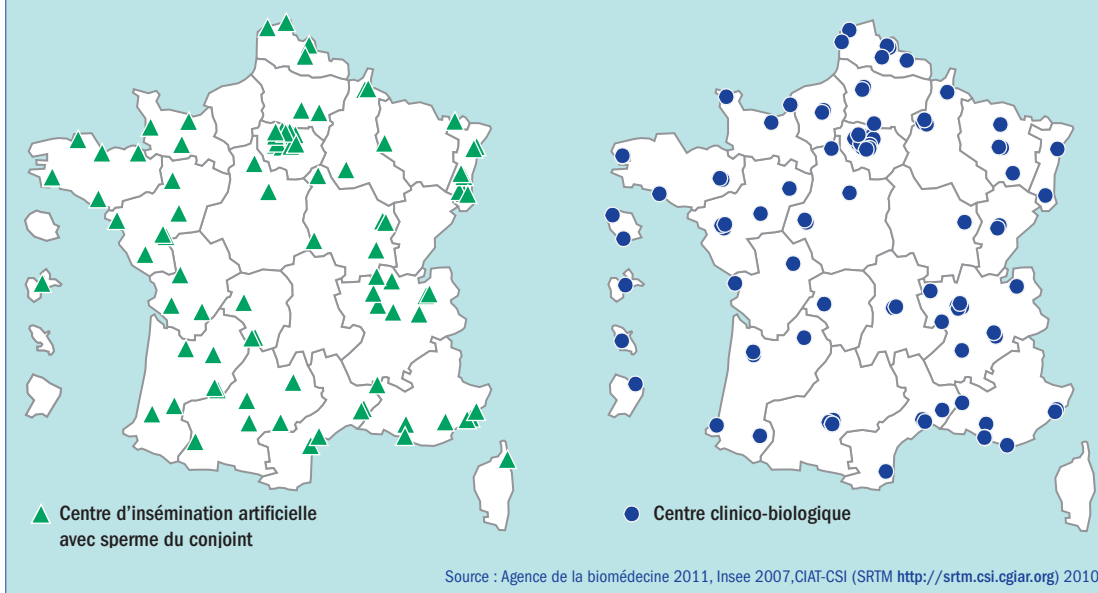 Centre d'insémination artificielle
avec sperme du conjoint
Centre clinico-biologique
Source : Agence de la biomédecine 2011, Insee 2007,CIAT-CSI (SRTM http://srtm.csi.cgiar.org) 2010